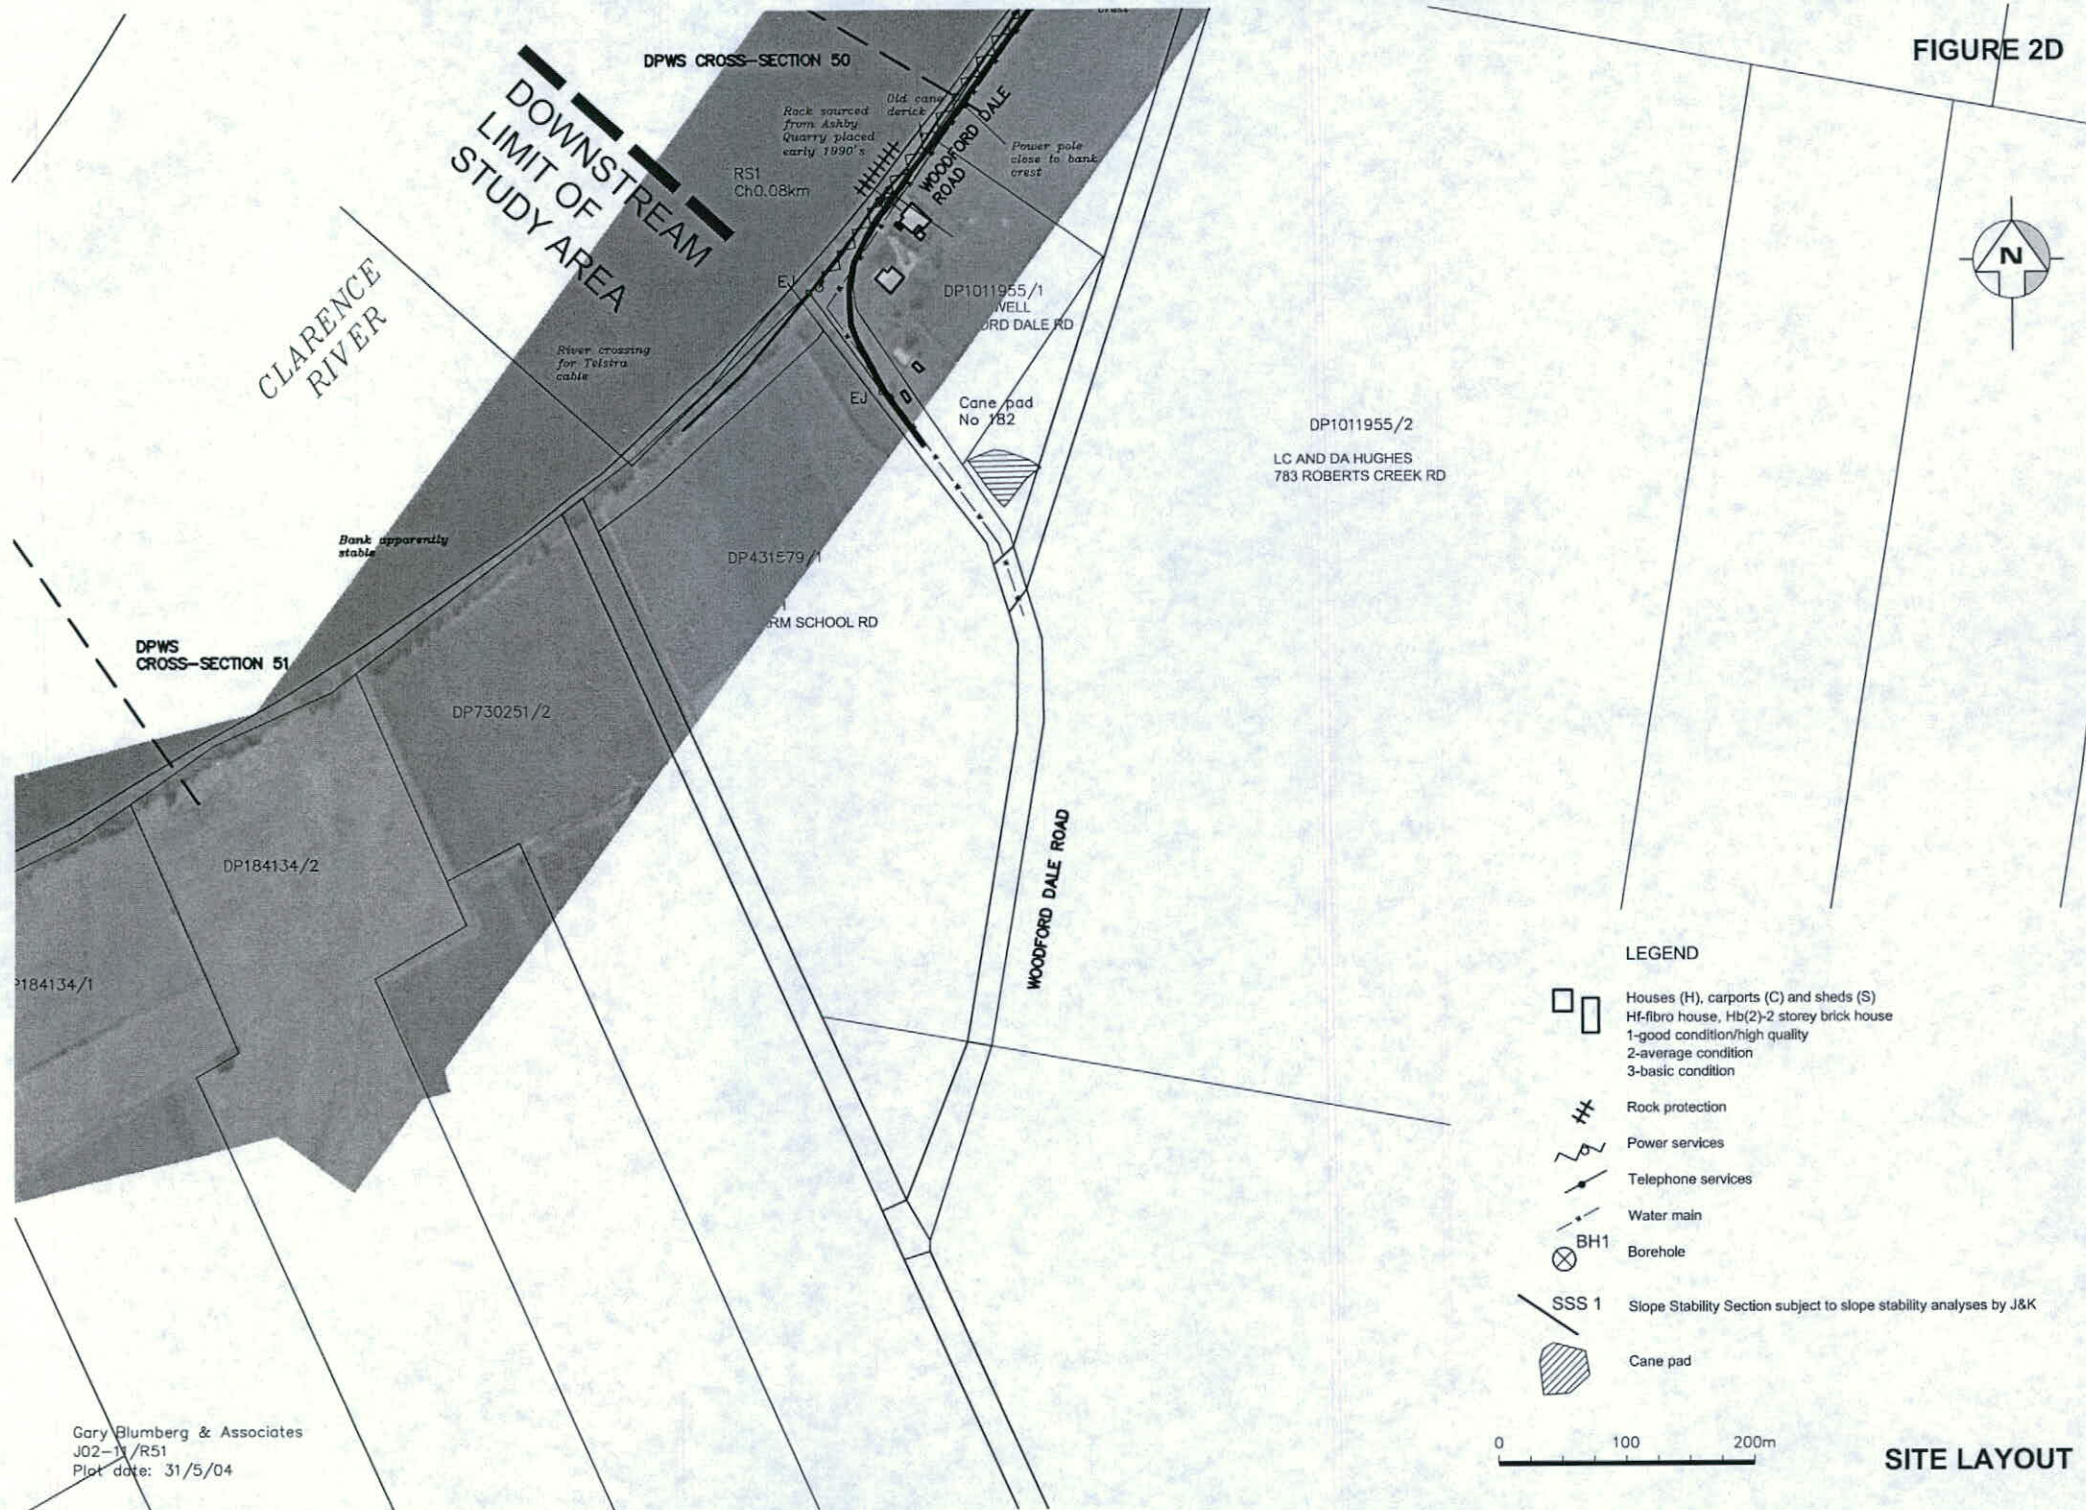 FIGURE 2D
DPWS CROSS-SECTION 50
DOWNSTREAM
LIMIT OF
STUDY AREA
Rock sourced
from Ashby
Quarry placed
early 1990's
Old cane
derick
WOODFORD DALE
ROAD
Power pole
close to bank
crest
RS1
Ch0.08km
N
CLARENCE
RIVER
EJ
DP1011955/1
WELL
ORD DALE RD
River crossing
for Telstra
cable
EJ
Cane pad
No 182
DP1011955/2
LC AND DA HUGHES
783 ROBERTS CREEK RD
Bank apparently
stable
DP431579/1
RM SCHOOL RD
DPWS
CROSS-SECTION 51
DP730251/2
DP184134/2
P184134/1
WOODFORD DALE ROAD
LEGEND
Houses (H), carports (C) and sheds (S)
Hf-fibro house, Hb(2)-2 storey brick house
1-good condition/high quality
2-average condition
3-basic condition
Rock protection
Power services
Telephone services
Water main
BH1
Borehole
SSS 1
Slope Stability Section subject to slope stability analyses by J&K
Cane pad
Gary Blumberg & Associates
J02-11/R51
Plot date: 31/5/04
0 100 200m
SITE LAYOUT